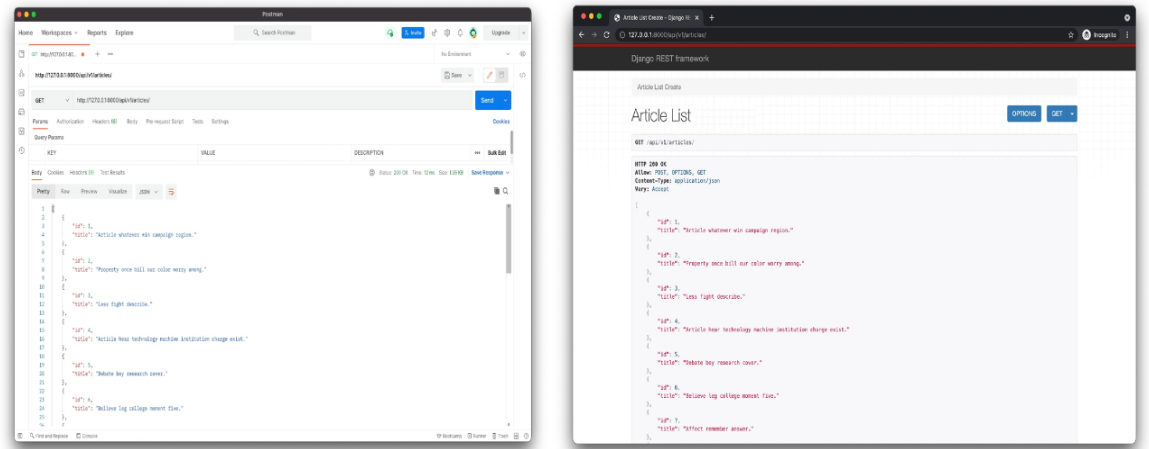 Postman
Home Workspaces Reports Explore
Search Postman
Invite
Upgrade
GET http://127.0.0.1:80..
No Environment
http://127.0.0.1:8000/api/v1/articles/
Save
GET http://127.0.0.1:8000/api/v1/articles/
Send
Params Authorization Headers Body Pre-request Script Tests Settings
Cookies
Query Params
KEY VALUE DESCRIPTION
Bulk Edit
Body Cookies Headers Test Results
Status: 200 OK Time: Size: Save Response
Pretty Raw Preview Visualize JSON
1 [
2 {
3 "id": 1,
4 "title": "Article whatever win campaign region."
5 },
6 {
7 "id": 2,
8 "title": "Property once bill our color worry among."
9 },
10 {
11 "id": 3,
12 "title": "Less fight describe."
13 },
14 {
15 "id": 4,
16 "title": "Article hear technology machine institution charge exist."
17 },
18 {
19 "id": 5,
20 "title": "Debate boy research cover."
21 },
22 {
23 "id": 6,
24 "title": "Believe leg college moment five."
25 },
26 {
Find and Replace Console
Bootcamp Runner Trash
Article List Create – Django RE
127.0.0.1:8000/api/v1/articles/
Incognito
Django REST framework
Article List Create
Article List
OPTIONS GET
GET /api/v1/articles/
HTTP 200 OK
Allow: POST, OPTIONS, GET
Content-Type: application/json
Vary: Accept
[
{
"id": 1,
"title": "Article whatever win campaign region."
},
{
"id": 2,
"title": "Property once bill our color worry among."
},
{
"id": 3,
"title": "Less fight describe."
},
{
"id": 4,
"title": "Article hear technology machine institution charge exist."
},
{
"id": 5,
"title": "Debate boy research cover."
},
{
"id": 6,
"title": "Believe leg college moment five."
},
{
"id": 7,
"title": "Effect remember answer."
},